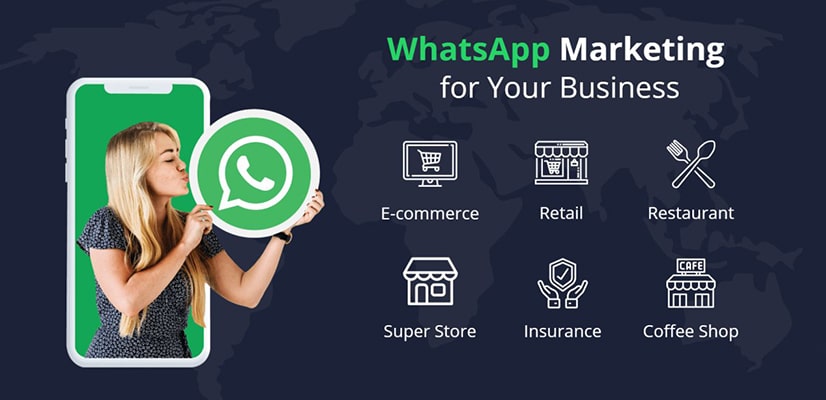 WhatsApp Marketing
for Your Business
E-commerce
Retail
Restaurant
CAFE
Super Store
Insurance
Coffee Shop